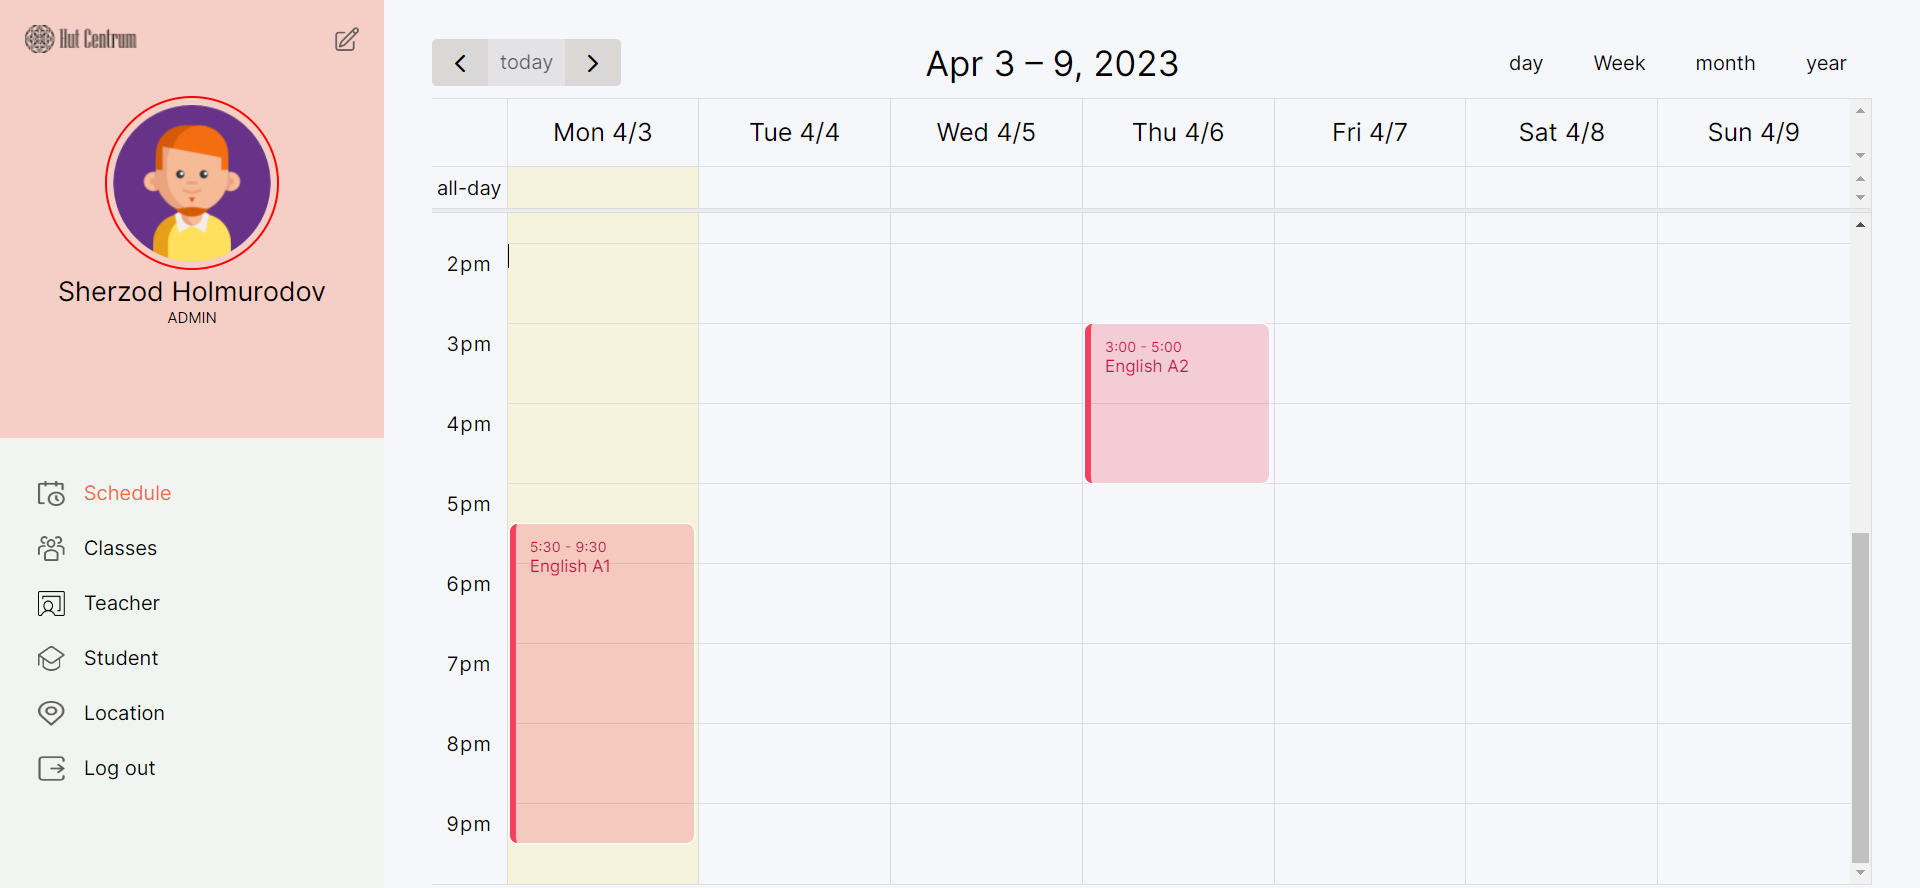 Hut Centrum
Sherzod Holmurodov
ADMIN
Schedule
Classes
Teacher
Student
Location
Log out
today
Apr 3 – 9, 2023
day Week month year
Mon 4/3 Tue 4/4 Wed 4/5 Thu 4/6 Fri 4/7 Sat 4/8 Sun 4/9
all-day
2pm
3pm
3:00 - 5:00
English A2
4pm
5pm
5:30 - 9:30
English A1
6pm
7pm
8pm
9pm